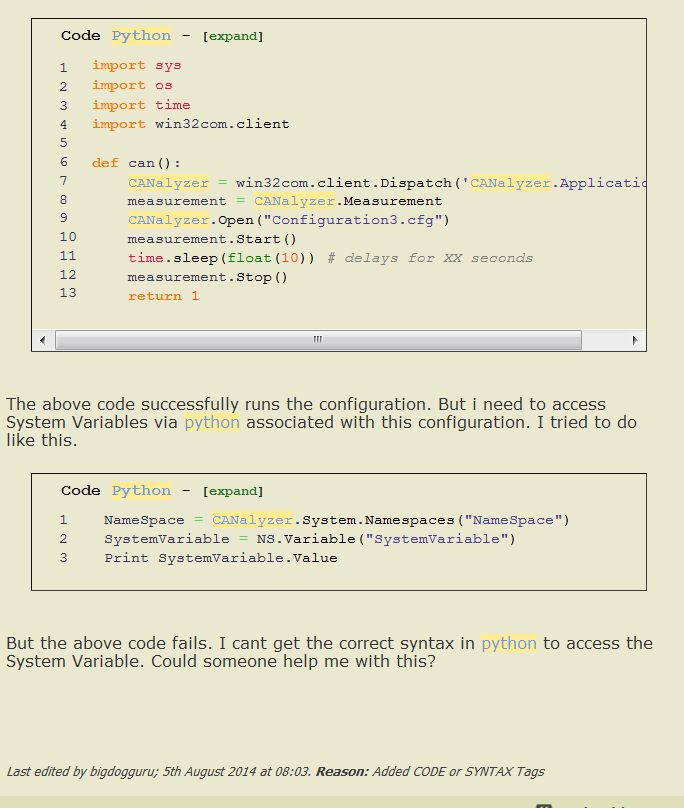 Code Python - [expand]
1 import sys
2 import os
3 import time
4 import win32com.client
5
6 def can():
7 CANalyzer = win32com.client.Dispatch('CANalyzer.Applicatic
8 measurement = CANalyzer.Measurement
9 CANalyzer.Open("Configuration3.cfg")
10 measurement.Start()
11 time.sleep(float(10)) # delays for XX seconds
12 measurement.Stop()
13 return 1
The above code successfully runs the configuration. But i need to access
System Variables via python associated with this configuration. I tried to do
like this.
Code Python - [expand]
1 NameSpace = CANalyzer.System.Namespaces("NameSpace")
2 SystemVariable = NS.Variable("SystemVariable")
3 Print SystemVariable.Value
But the above code fails. I cant get the correct syntax in python to access the
System Variable. Could someone help me with this?
Last edited by bigdogguru; 5th August 2014 at 08:03. Reason: Added CODE or SYNTAX Tags